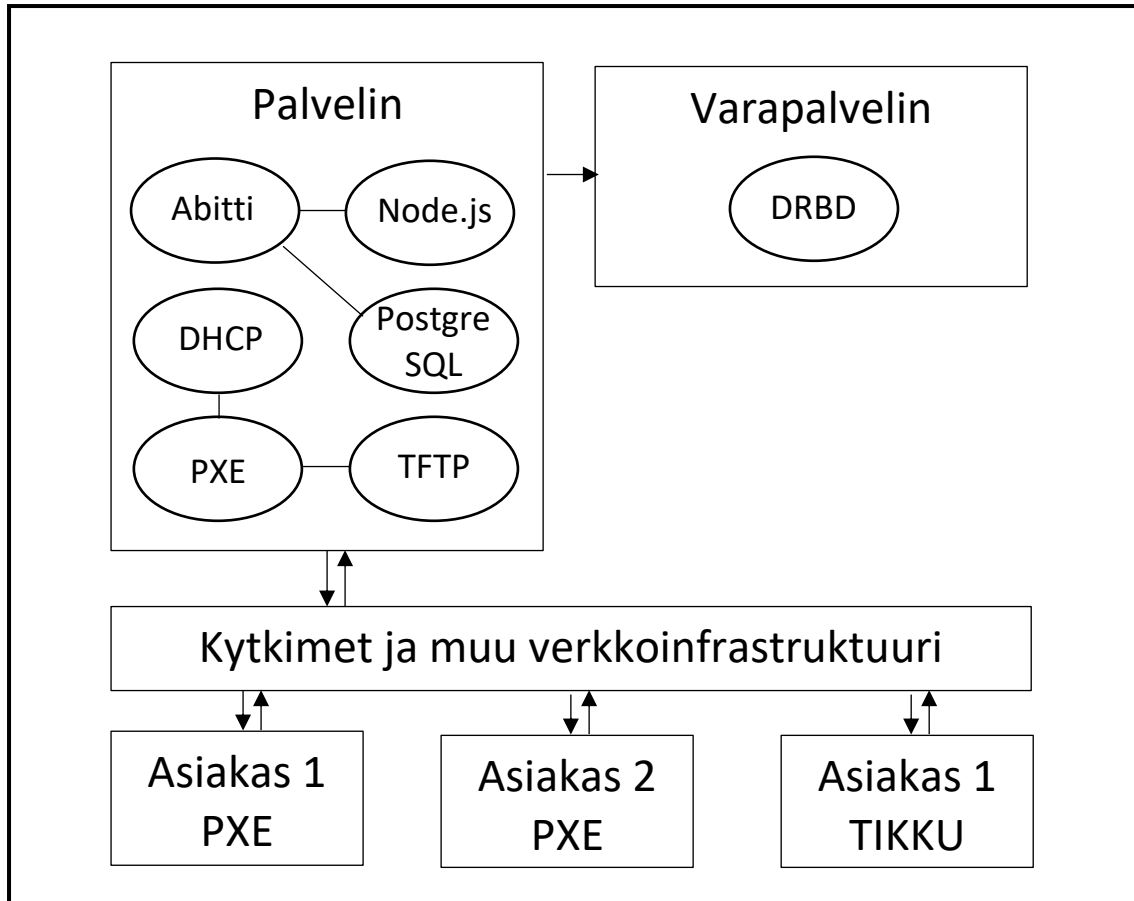 Palvelin
Varapalvelin
Abitti
Node.js
DRBD
DHCP
Postgre
SQL
PXE
TFTP
Kytkimet ja muu verkkoinfrastruktuuri
Asiakas 1
PXE
Asiakas 2
PXE
Asiakas 1
TIKKU